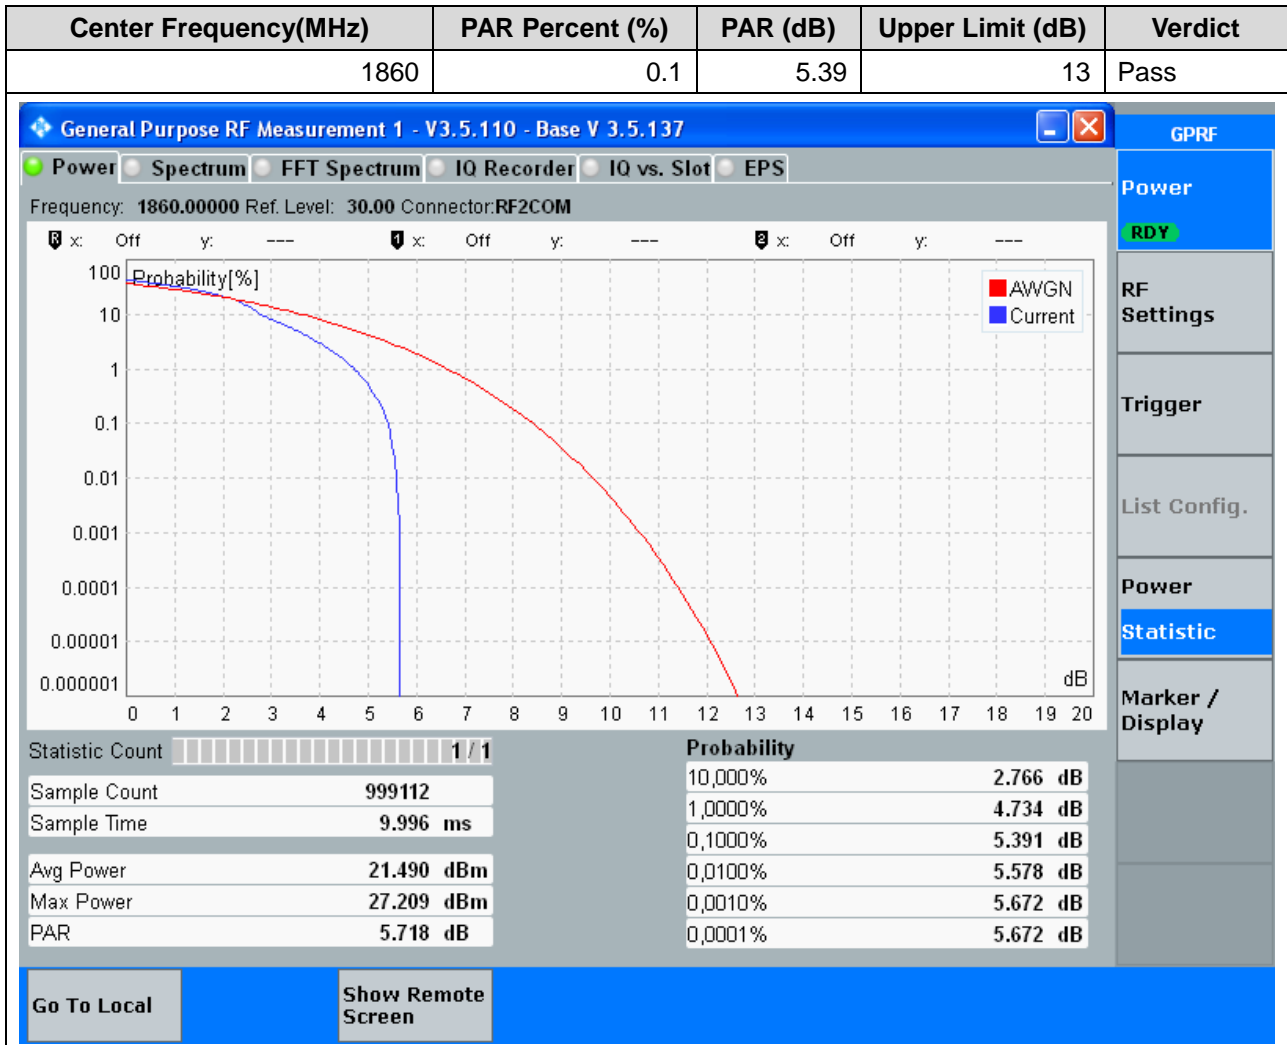 Center Frequency(MHz) PAR Percent (%) PAR (dB) Upper Limit (dB) Verdict
1860 0.1 5.39 13 Pass
General Purpose RF Measurement 1 - V3.5.110 - Base V 3.5.137
GPRF
Power Spectrum FFT Spectrum IQ Recorder IQ vs. Slot EPS
Power
RDY
Frequency: 1860.00000 Ref. Level: 30.00 Connector:RF2COM
R x: Off y: --- 1 x: Off y: --- 2 x: Off y: ---
Probability[%]
AWGN
Current
100
10
1
0.1
0.01
0.001
0.0001
0.00001
0.000001
dB
0 1 2 3 4 5 6 7 8 9 10 11 12 13 14 15 16 17 18 19 20
RF
Settings
Trigger
List Config.
Power
Statistic
Marker /
Display
Statistic Count 1 / 1
Sample Count 999112
Sample Time 9.996 ms
Avg Power 21.490 dBm
Max Power 27.209 dBm
PAR 5.718 dB
Probability
10,000% 2.766 dB
1,0000% 4.734 dB
0,1000% 5.391 dB
0,0100% 5.578 dB
0,0010% 5.672 dB
0,0001% 5.672 dB
Go To Local
Show Remote
Screen